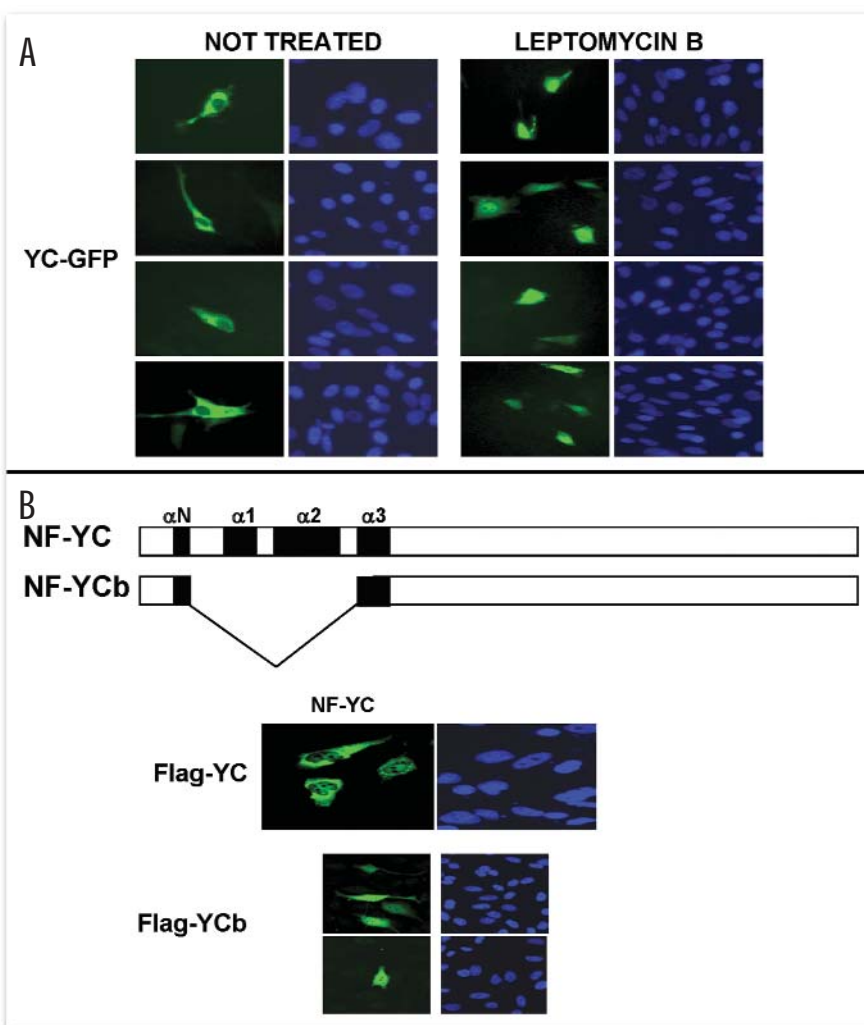 A
NOT TREATED
LEPTOMYCIN B
YC-GFP
B
αN α1 α2 α3
NF-YC
NF-YCb
NF-YC
Flag-YC
Flag-YCb